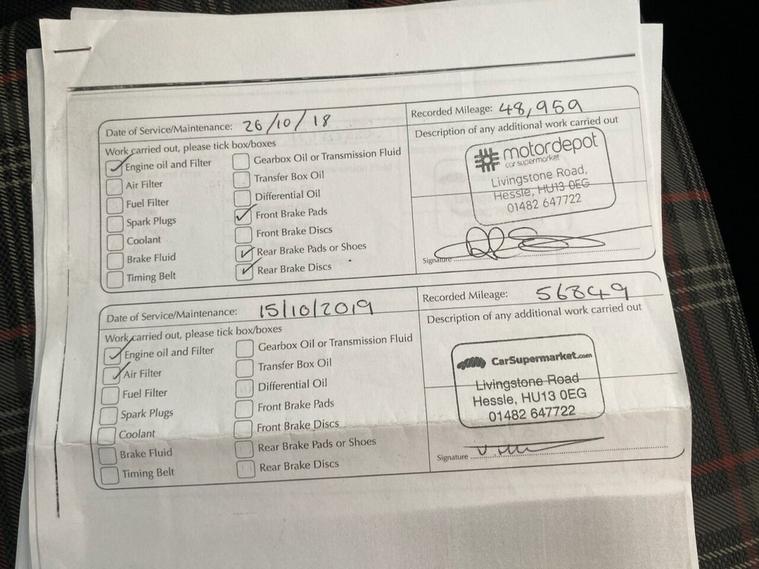 Date of Service/Maintenance: 26/10/18
Recorded Mileage: 48,959
Work carried out, please tick box/boxes
Description of any additional work carried out
Engine oil and Filter
Air Filter
Fuel Filter
Spark Plugs
Coolant
Brake Fluid
Timing Belt
Gearbox Oil or Transmission Fluid
Transfer Box Oil
Differential Oil
Front Brake Pads
Front Brake Discs
Rear Brake Pads or Shoes
Rear Brake Discs
motordepot
car supermarket
Livingstone Road,
Hessle, HU13 0EG
01482 647722
Signature
Date of Service/Maintenance: 15/10/2019
Recorded Mileage: 56849
Work carried out, please tick box/boxes
Description of any additional work carried out
Engine oil and Filter
Air Filter
Fuel Filter
Spark Plugs
Coolant
Brake Fluid
Timing Belt
Gearbox Oil or Transmission Fluid
Transfer Box Oil
Differential Oil
Front Brake Pads
Front Brake Discs
Rear Brake Pads or Shoes
Rear Brake Discs
CarSupermarket.com
Livingstone Road
Hessle, HU13 0EG
01482 647722
Signature